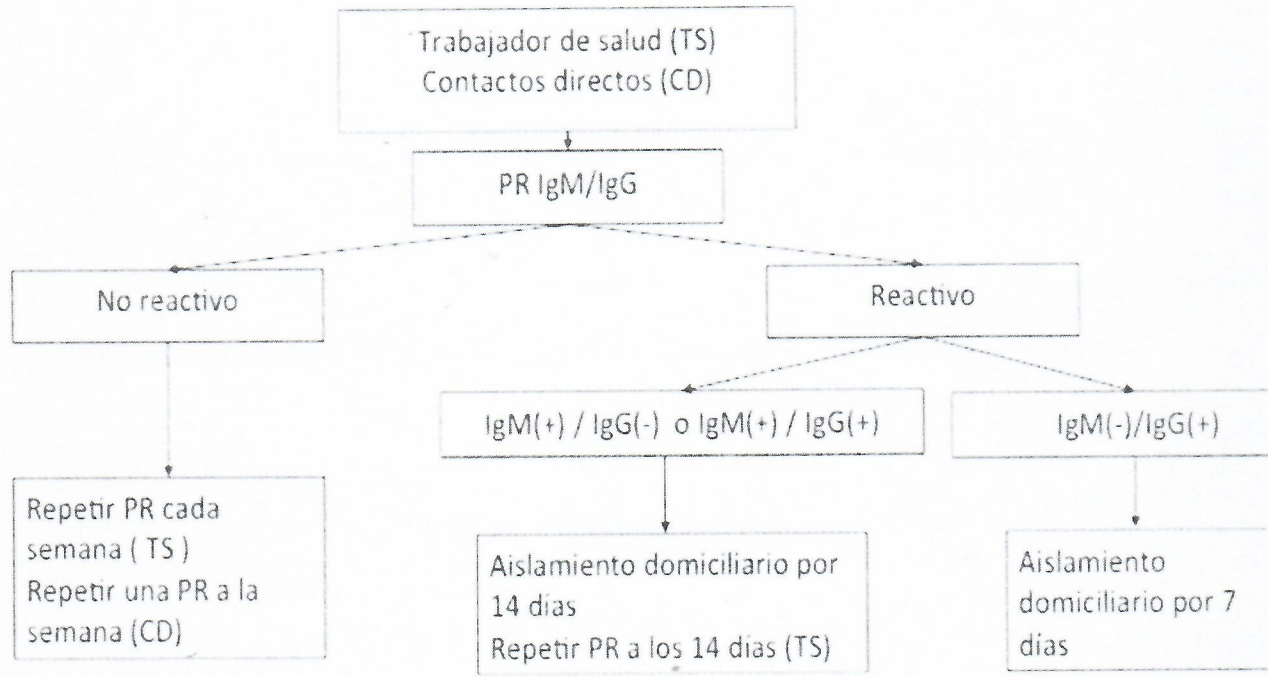 Trabajador de salud (TS)
Contactos directos (CD)
PR IgM/IgG
No reactivo
Reactivo
IgM(+) / IgG(-) o IgM(+) / IgG(+)
IgM(-)/IgG(+)
Repetir PR cada
semana ( TS )
Repetir una PR a la
semana (CD)
Aislamiento domiciliario por
14 días
Repetir PR a los 14 días (TS)
Aislamiento
domiciliario por 7
días